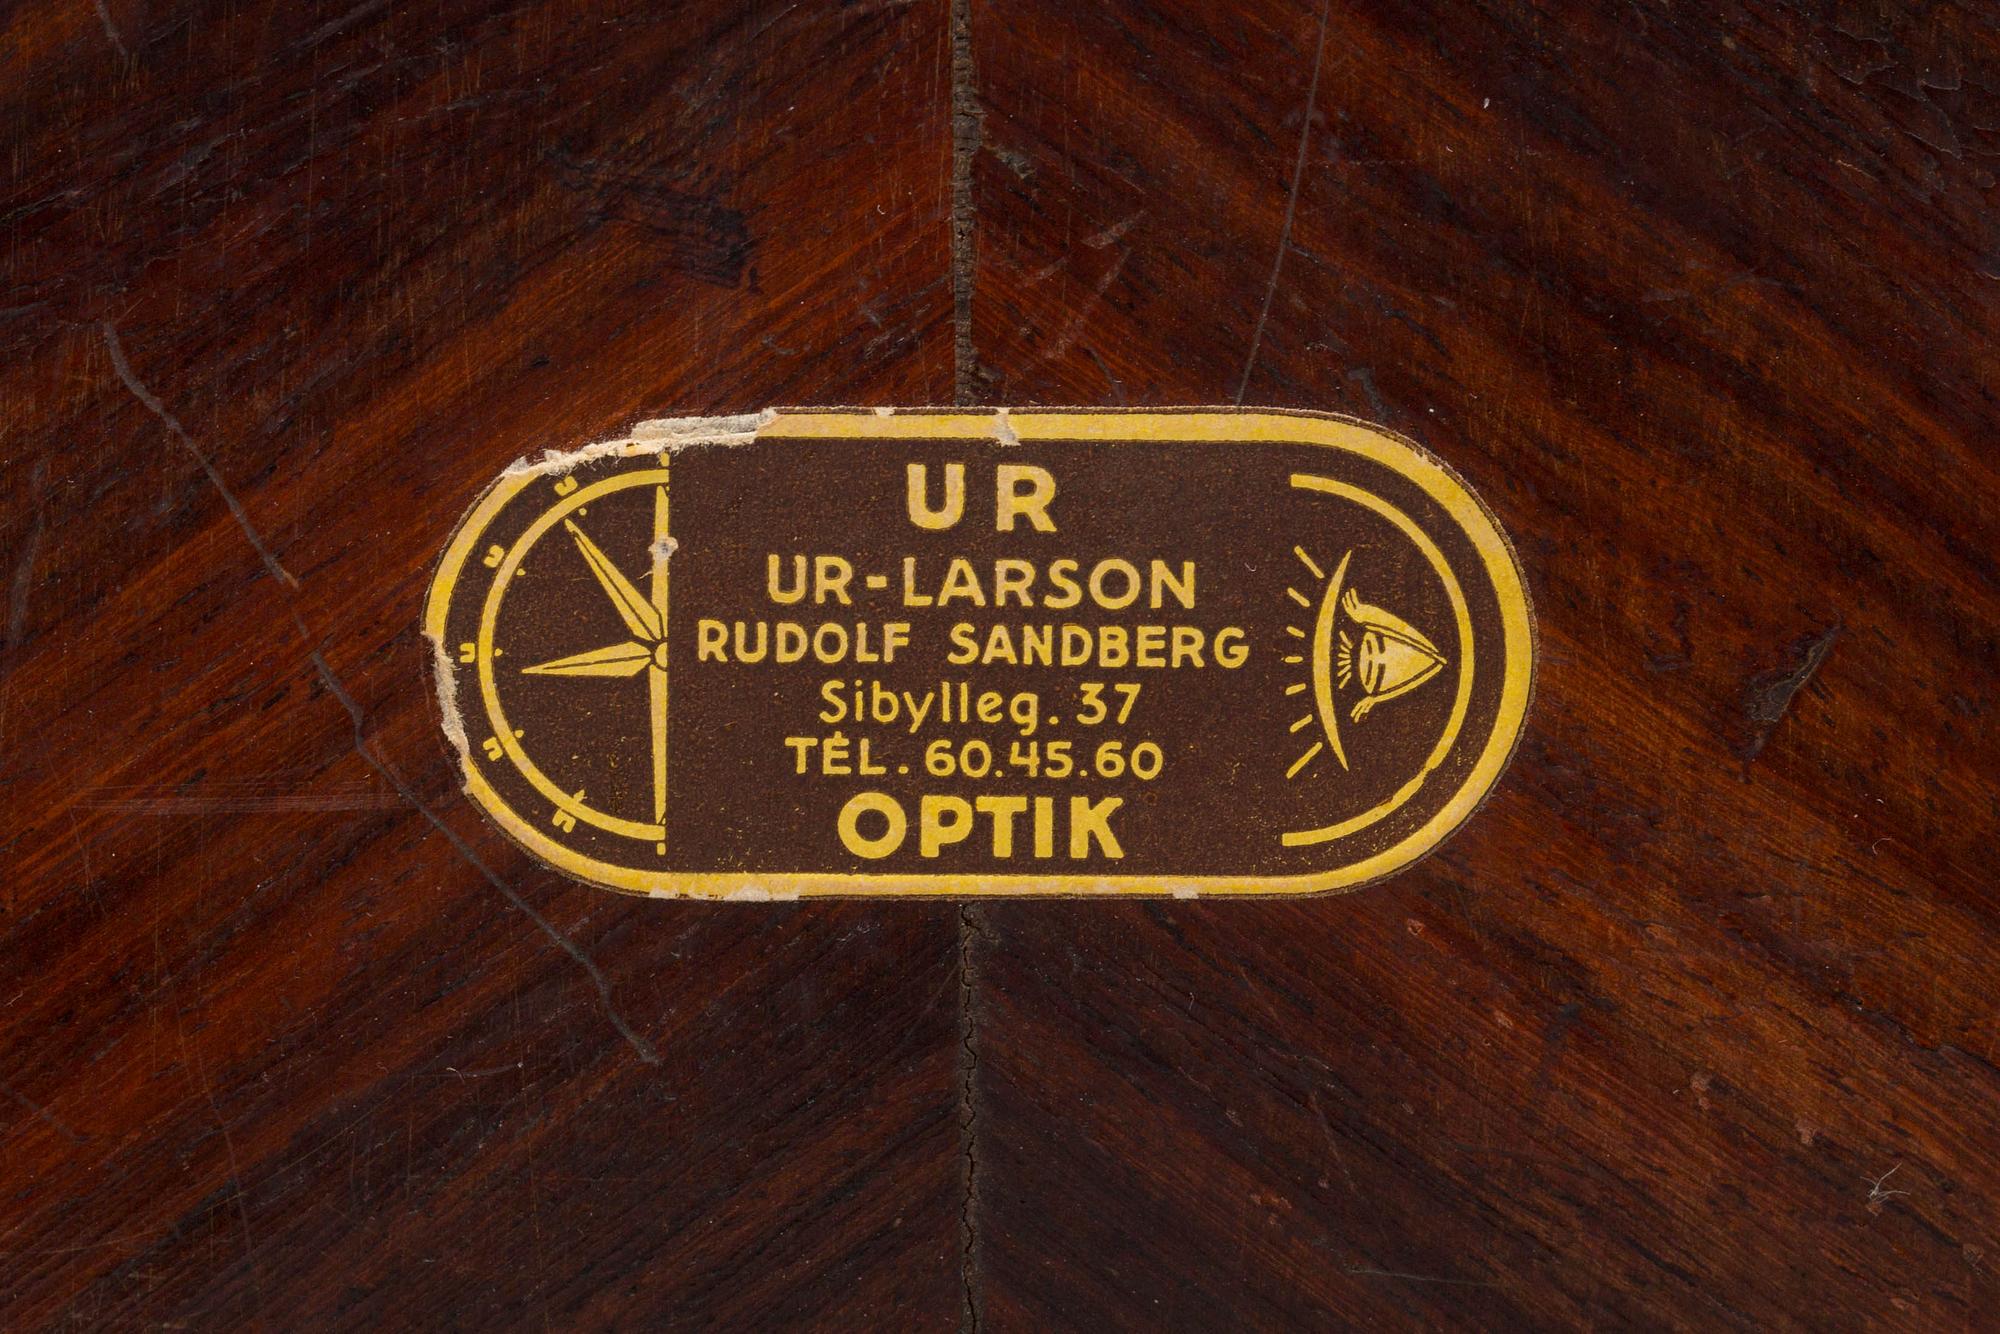 UR
UR-LARSON
RUDOLF SANDBERG
Sibylleg. 37
TEL. 60.45.60
OPTIK